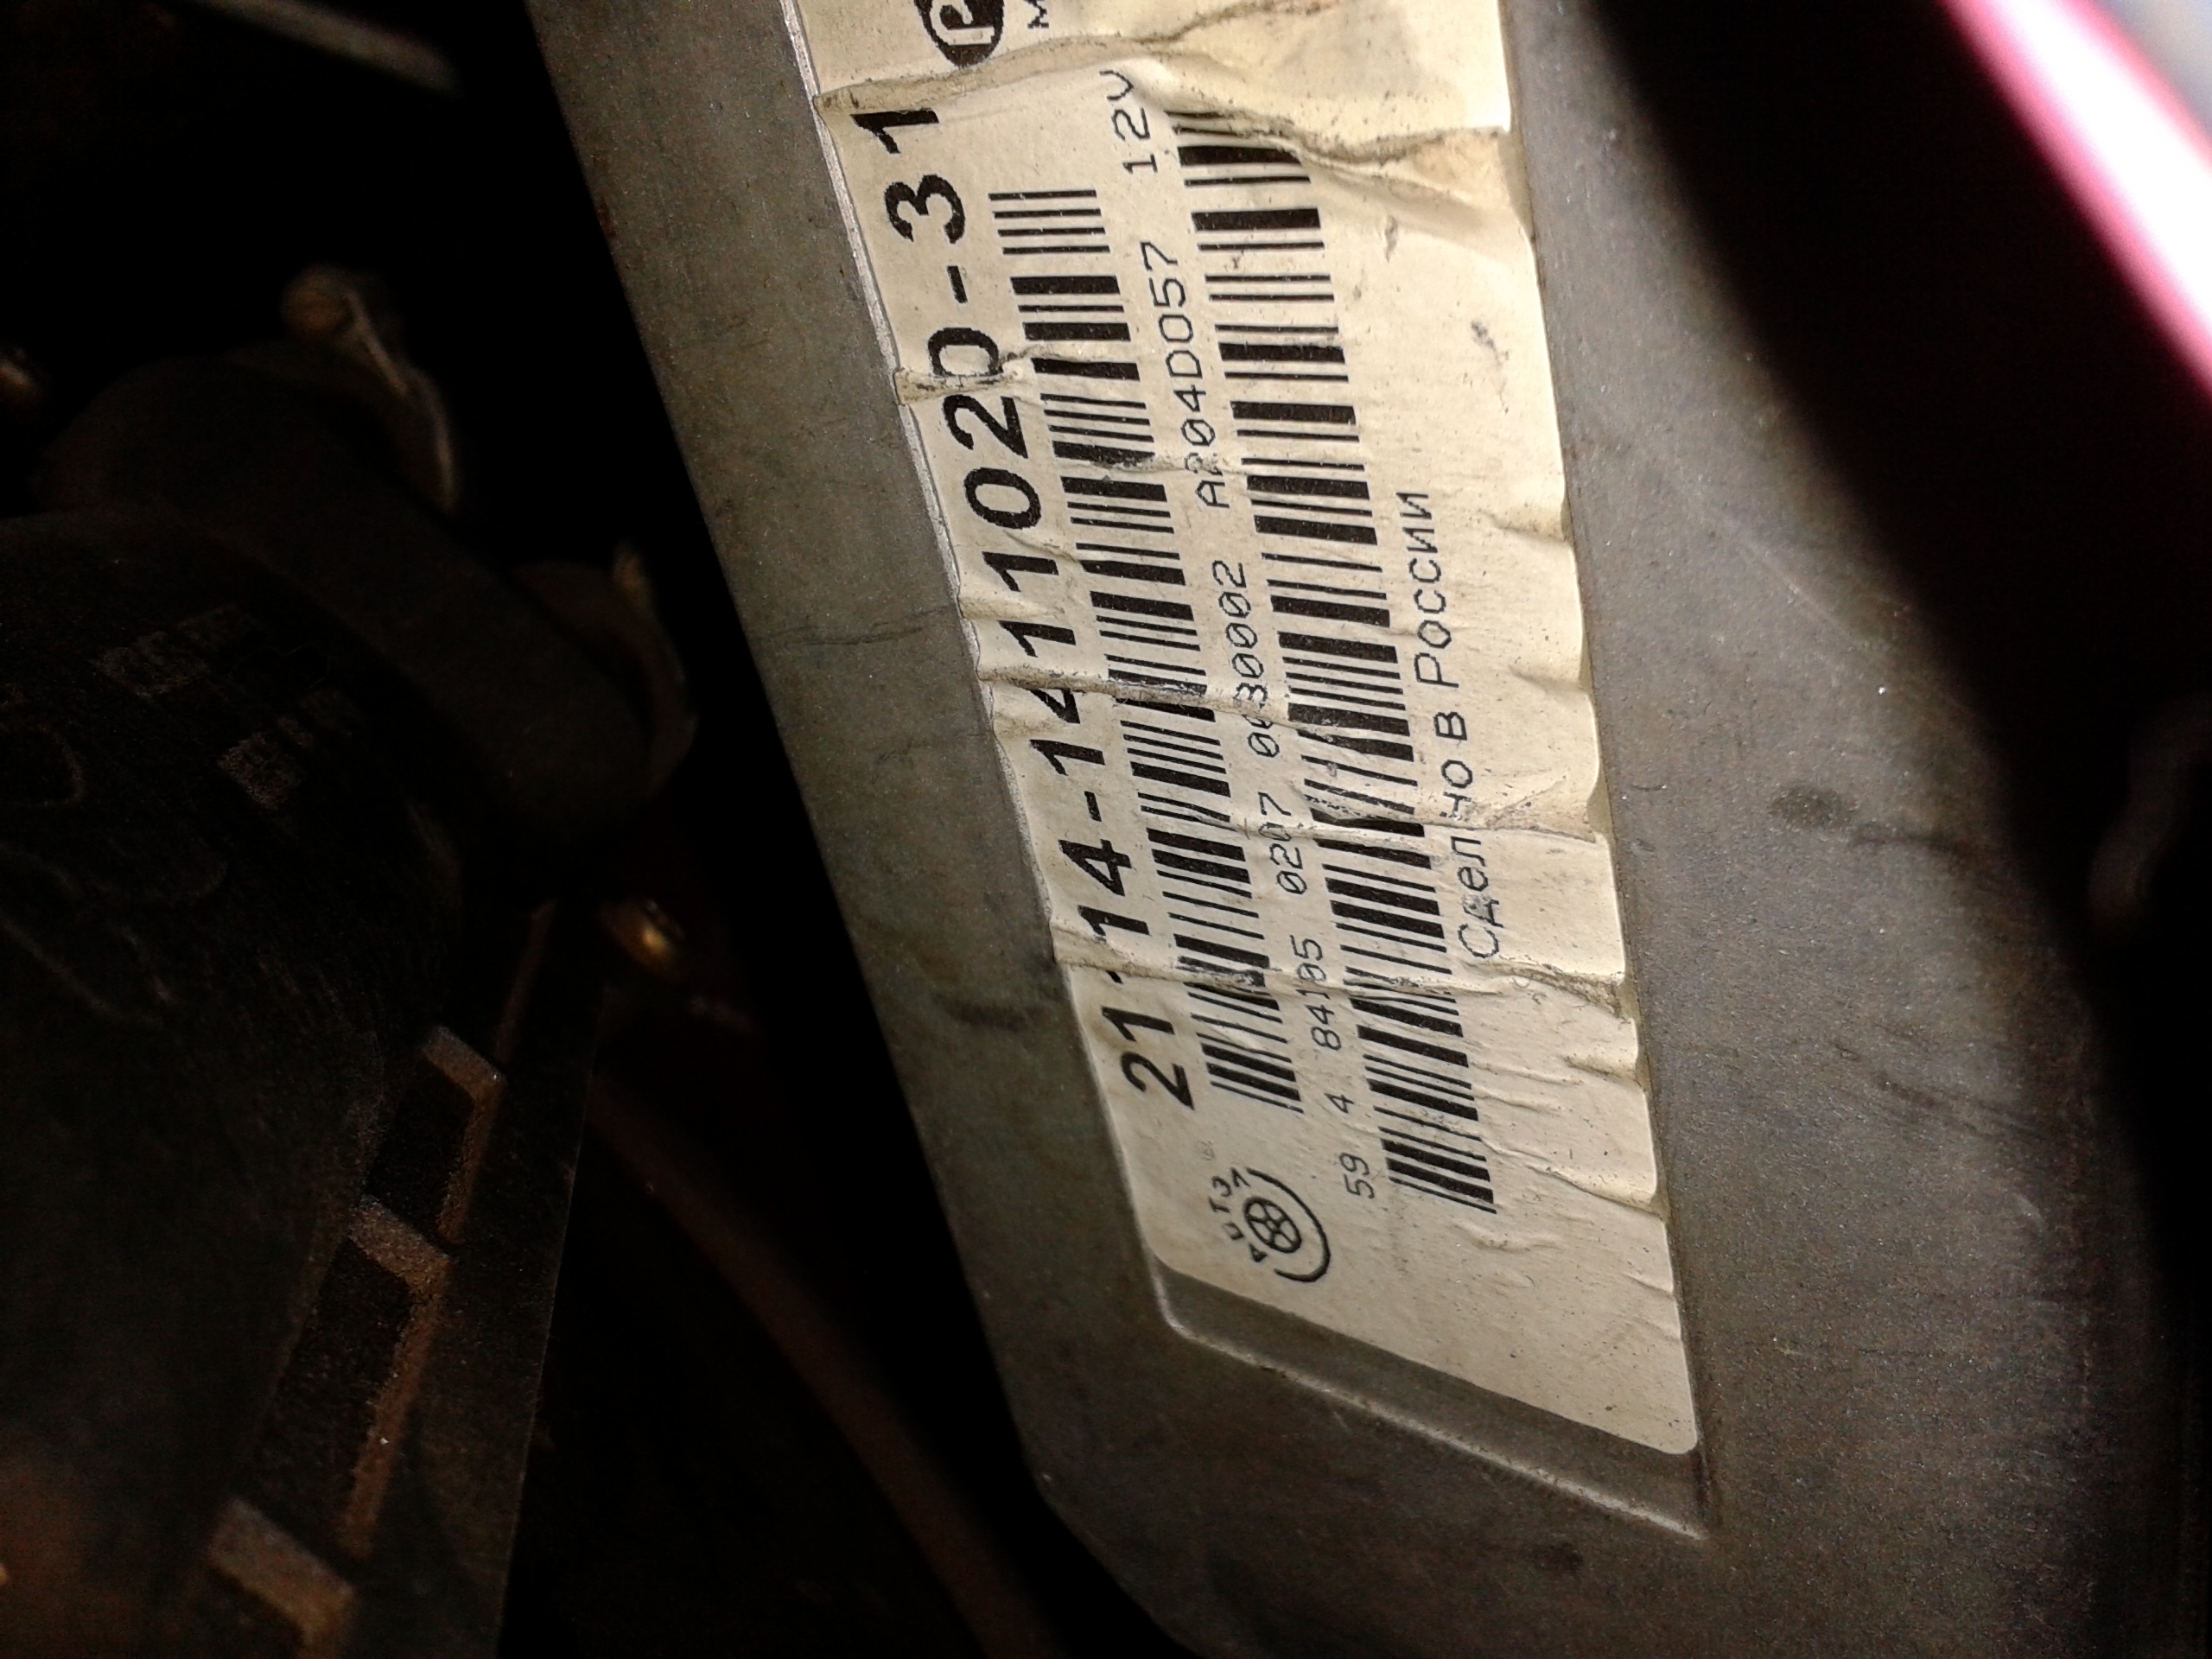 2114-1411020-31
59 4 84105 0207 0030002 A204D057 12V
Сделано в России